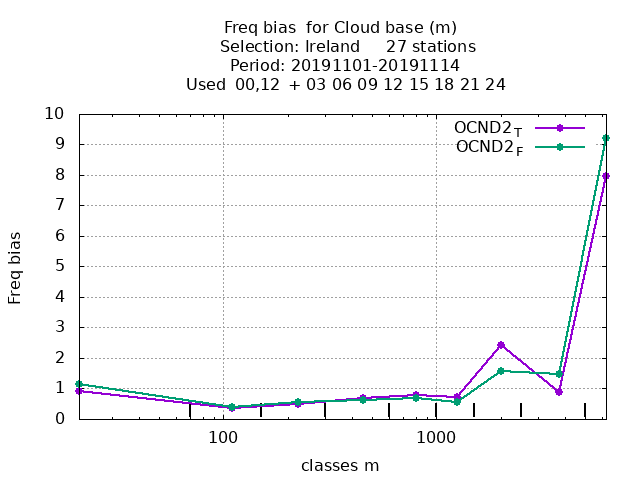 Freq bias  for Cloud base (m)
Selection: Ireland     27 stations
Period: 20191101-20191114
Used  00,12  + 03 06 09 12 15 18 21 24
OCND2T
OCND2F
10
9
8
7
6
5
4
3
2
1
0
Freq bias
100 1000
classes m